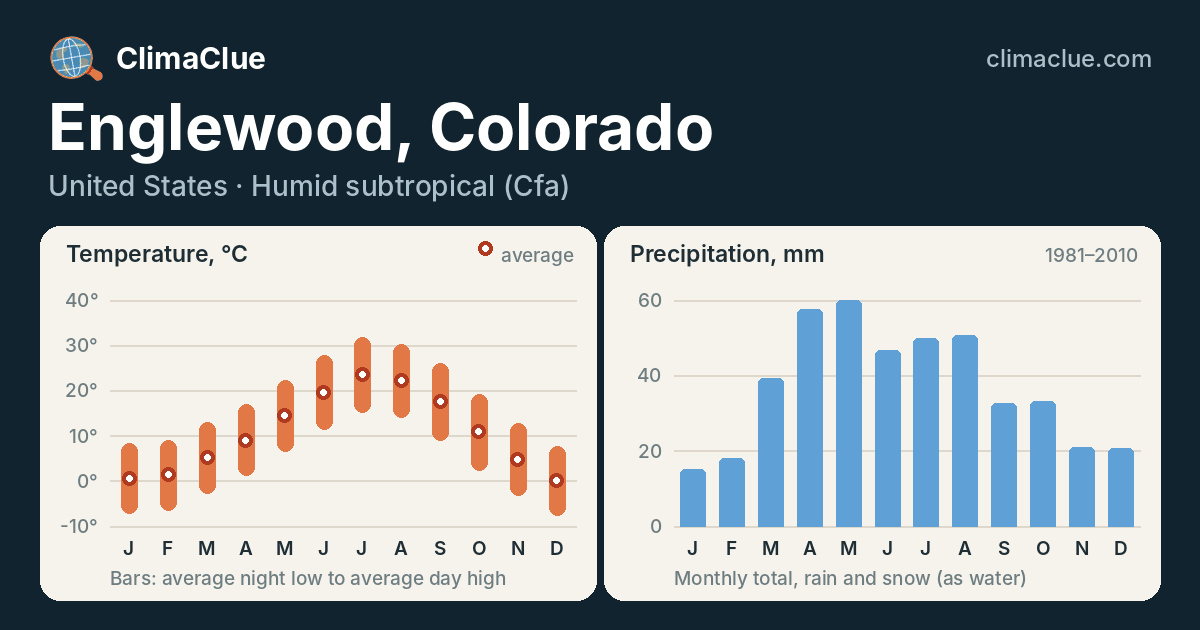 ClimaClue
climaclue.com
Englewood, Colorado
United States · Humid subtropical (Cfa)
Temperature, °C
average
40°
30°
20°
10°
0°
-10°
J F M A M J J A S O N D
Bars: average night low to average day high
Precipitation, mm
1981–2010
60
40
20
0
J F M A M J J A S O N D
Monthly total, rain and snow (as water)